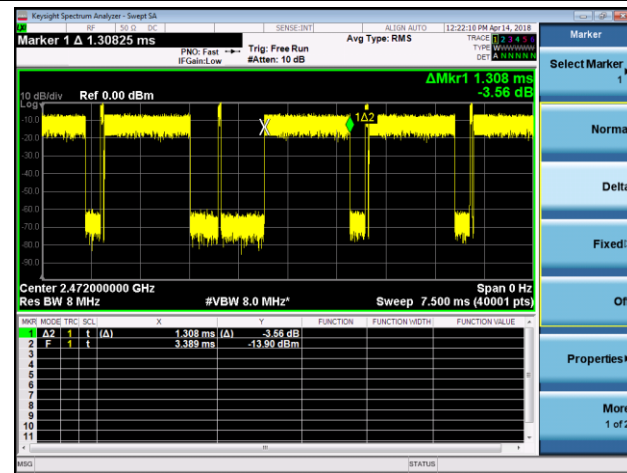 Keysight Spectrum Analyzer - Swept SA
RF 50 Ω DC SENSE:INT ALIGN AUTO 12:22:10 PM Apr 14, 2018
Marker 1 Δ 1.30825 ms
PNO: Fast
IFGain:Low
Trig: Free Run
#Atten: 10 dB
Avg Type: RMS
TRACE 1 2 3 4 5 6
TYPE WWWWWW
DET A N N N N N
ΔMkr1 1.308 ms
-3.56 dB
10 dB/div Ref 0.00 dBm
Log
-10.0
-20.0
-30.0
-40.0
-50.0
-60.0
-70.0
-80.0
-90.0
X
1Δ2
Center 2.472000000 GHz Span 0 Hz
Res BW 8 MHz #VBW 8.0 MHz* Sweep 7.500 ms (40001 pts)
MKR MODE TRC SCL X Y FUNCTION FUNCTION WIDTH FUNCTION VALUE
1 Δ2 1 t (Δ) 1.308 ms (Δ) -3.56 dB
2 F 1 t 3.389 ms -13.90 dBm
3
4
5
6
7
8
9
10
11
MSG STATUS
Marker
Select Marker
1
Norma
Delta
Fixed
Of
Properties
More
1 of 2